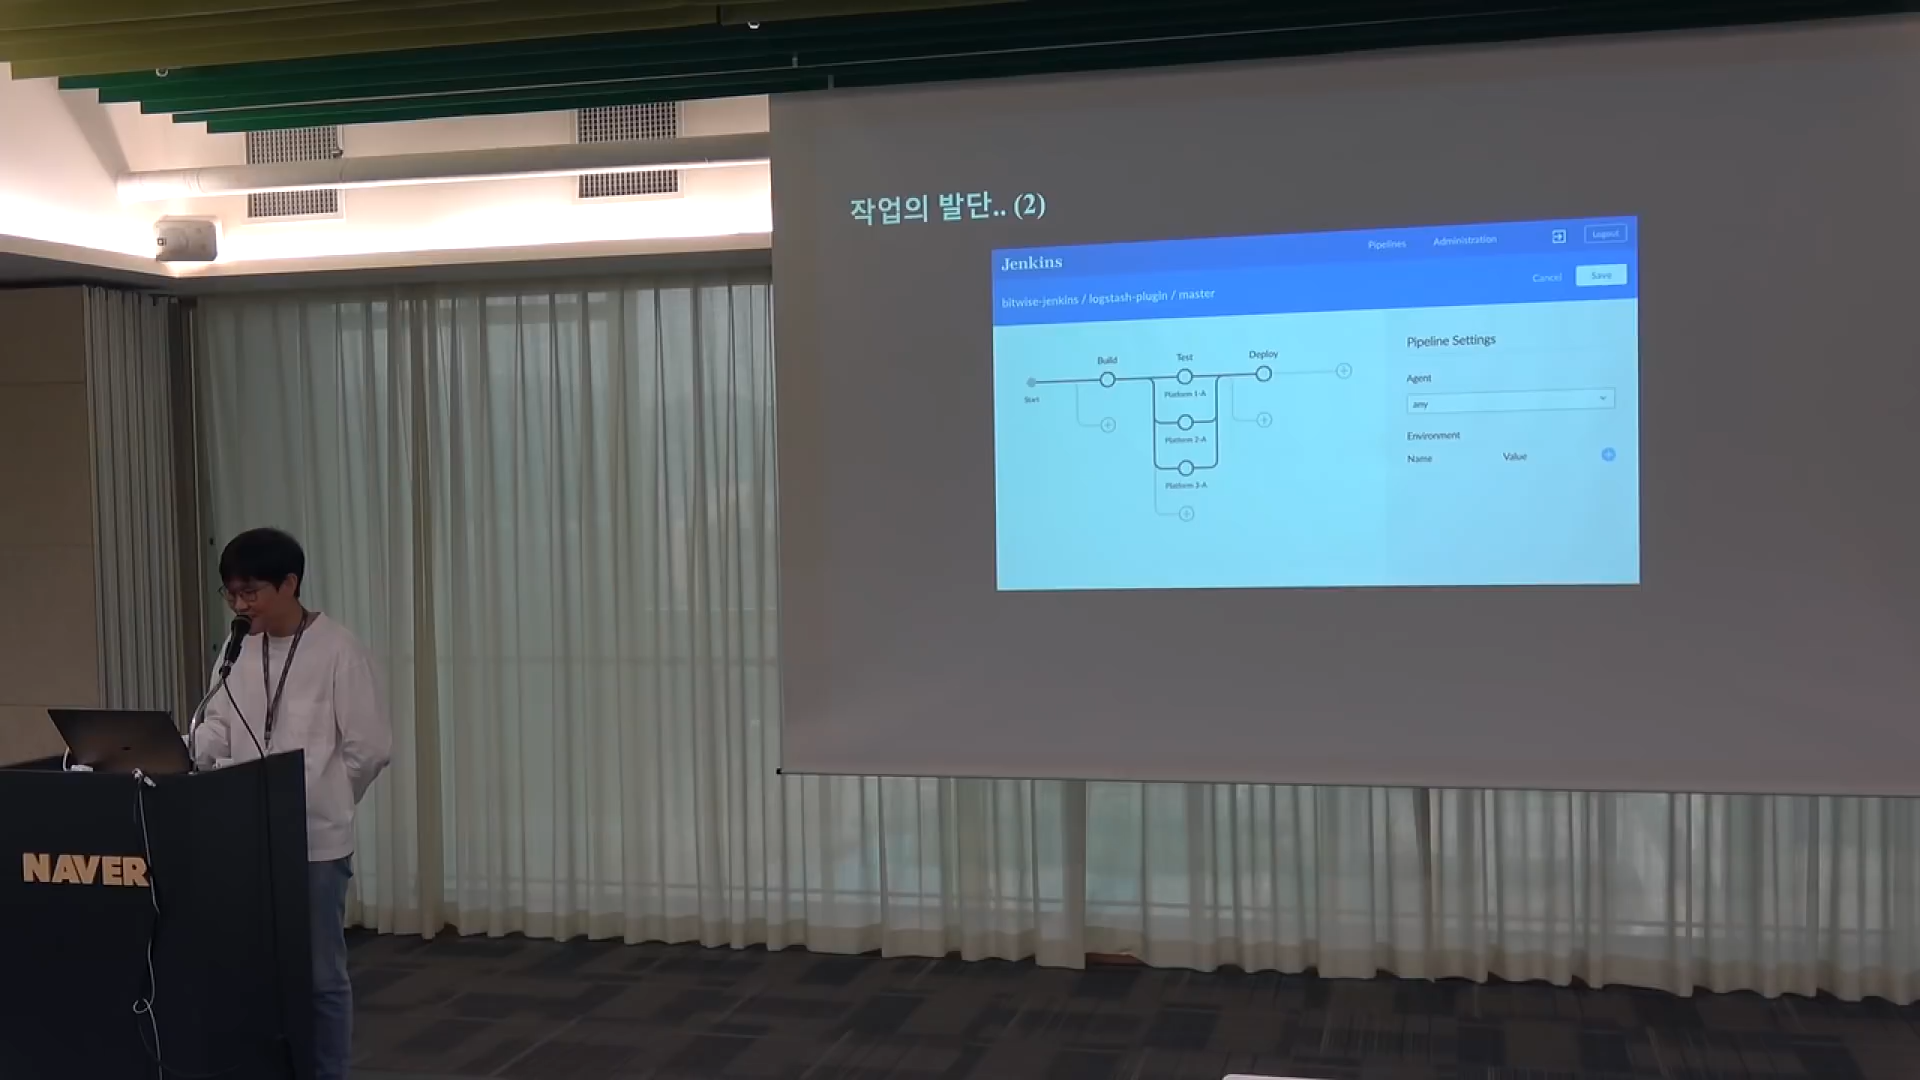 작업의 발단.. (2)
Jenkins
Pipelines
Administration
Logout
bitwise-jenkins / logstash-plugin / master
Cancel
Save
Start
Build
Test
Deploy
Platform 1-A
Platform 2-A
Platform 3-A
Pipeline Settings
Agent
any
Environment
Name
Value
NAVER